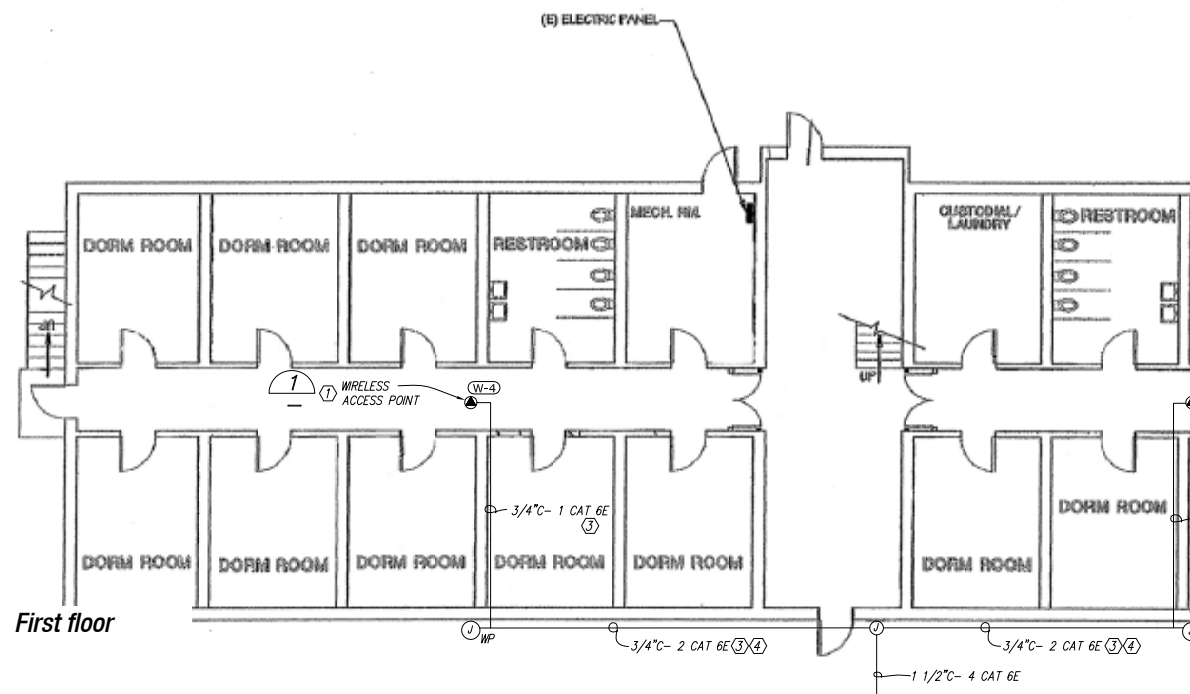 (E) ELECTRIC PANEL
MECH. RM.
CUSTODIAL/
LAUNDRY
RESTROOM
DORM ROOM
DORM ROOM
DORM ROOM
RESTROOM
UP
UP
1
1
WIRELESS
ACCESS POINT
W-4
3/4"C- 1 CAT 6E
3
DORM ROOM
DORM ROOM
DORM ROOM
DORM ROOM
DORM ROOM
DORM ROOM
DORM ROOM
First floor
J
WP
3/4"C- 2 CAT 6E 3 4
J
3/4"C- 2 CAT 6E 3 4
1 1/2"C- 4 CAT 6E